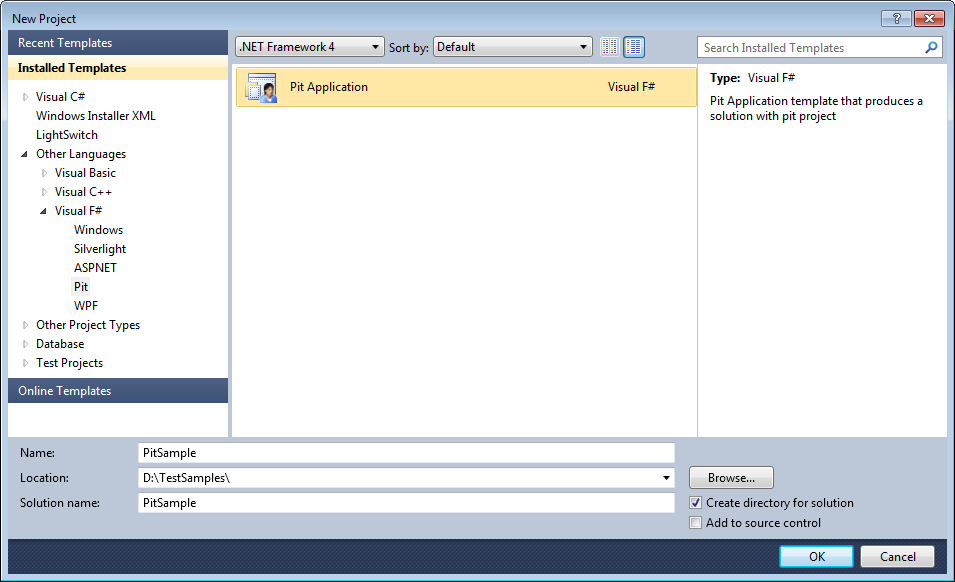 New Project
?
Recent Templates
Installed Templates
Visual C#
Windows Installer XML
LightSwitch
Other Languages
Visual Basic
Visual C++
Visual F#
Windows
Silverlight
ASPNET
Pit
WPF
Other Project Types
Database
Test Projects
Online Templates
.NET Framework 4
Sort by:
Default
Pit Application
Visual F#
Search Installed Templates
Type: Visual F#
Pit Application template that produces a
solution with pit project
Name:
PitSample
Location:
D:\TestSamples\
Browse...
Solution name:
PitSample
Create directory for solution
Add to source control
OK
Cancel